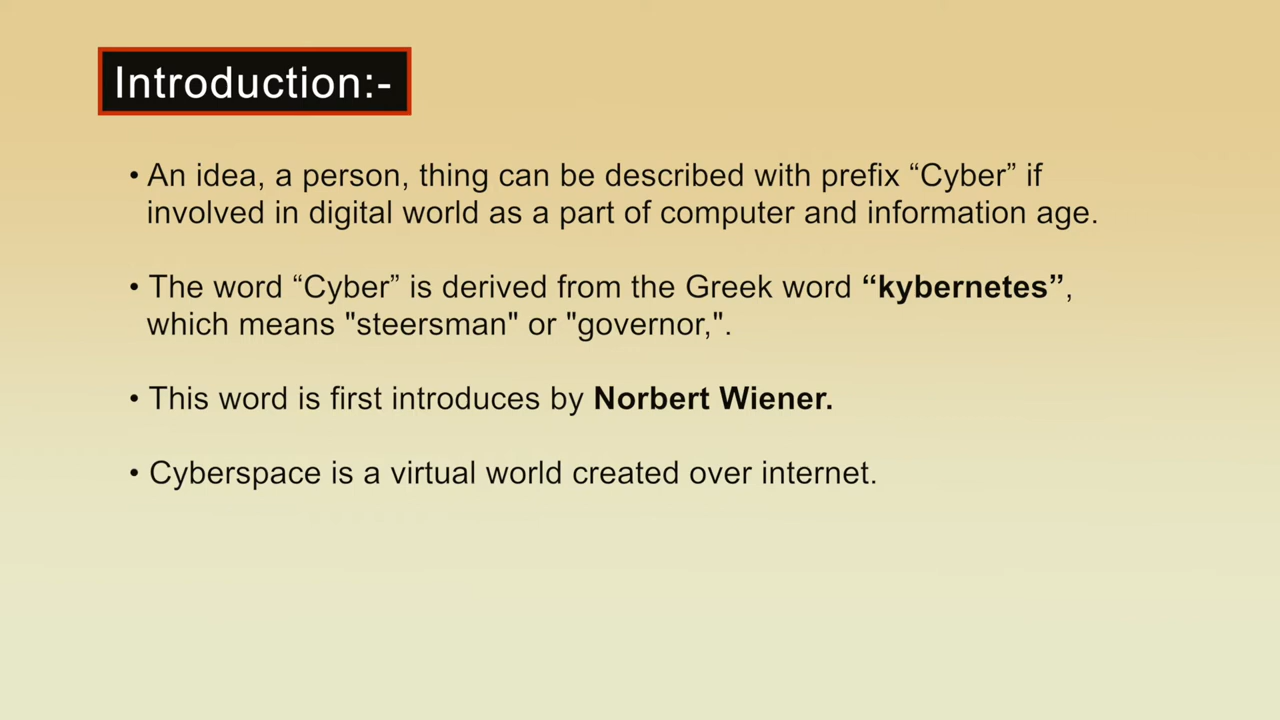 Introduction:-
• An idea, a person, thing can be described with prefix “Cyber” if
involved in digital world as a part of computer and information age.
• The word “Cyber” is derived from the Greek word “kybernetes”,
which means "steersman" or "governor,".
• This word is first introduces by Norbert Wiener.
• Cyberspace is a virtual world created over internet.